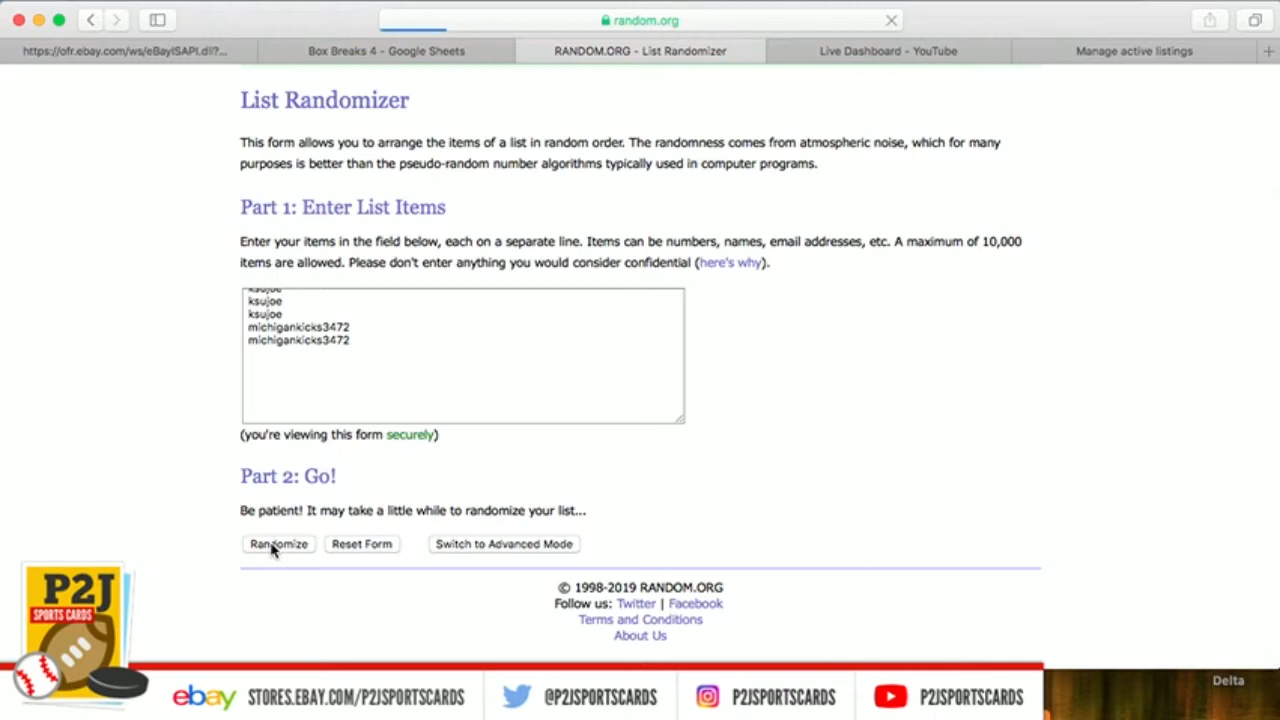 random.org
https://ofr.ebay.com/ws/eBayISAPI.dll?...
Box Breaks 4 - Google Sheets
RANDOM.ORG - List Randomizer
Live Dashboard - YouTube
Manage active listings
List Randomizer
This form allows you to arrange the items of a list in random order. The randomness comes from atmospheric noise, which for many
purposes is better than the pseudo-random number algorithms typically used in computer programs.
Part 1: Enter List Items
Enter your items in the field below, each on a separate line. Items can be numbers, names, email addresses, etc. A maximum of 10,000
items are allowed. Please don't enter anything you would consider confidential (here's why).
ksujoe
ksujoe
ksujoe
michigankicks3472
michigankicks3472
(you're viewing this form securely)
Part 2: Go!
Be patient! It may take a little while to randomize your list...
Randomize
Reset Form
Switch to Advanced Mode
© 1998-2019 RANDOM.ORG
Follow us: Twitter | Facebook
Terms and Conditions
About Us
P2J
SPORTS CARDS
ebay STORES.EBAY.COM/P2JSPORTSCARDS
@P2JSPORTSCARDS
P2JSPORTSCARDS
P2JSPORTSCARDS
Delta